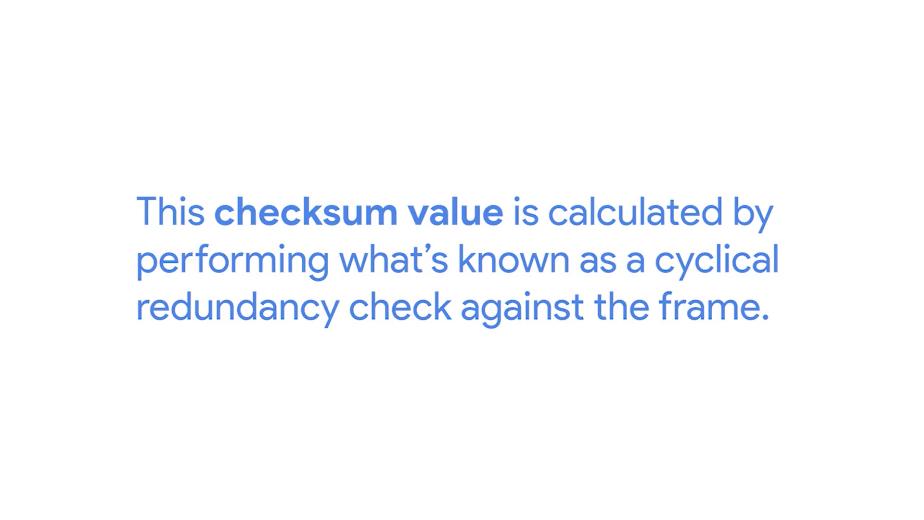 This checksum value is calculated by
performing what’s known as a cyclical
redundancy check against the frame.